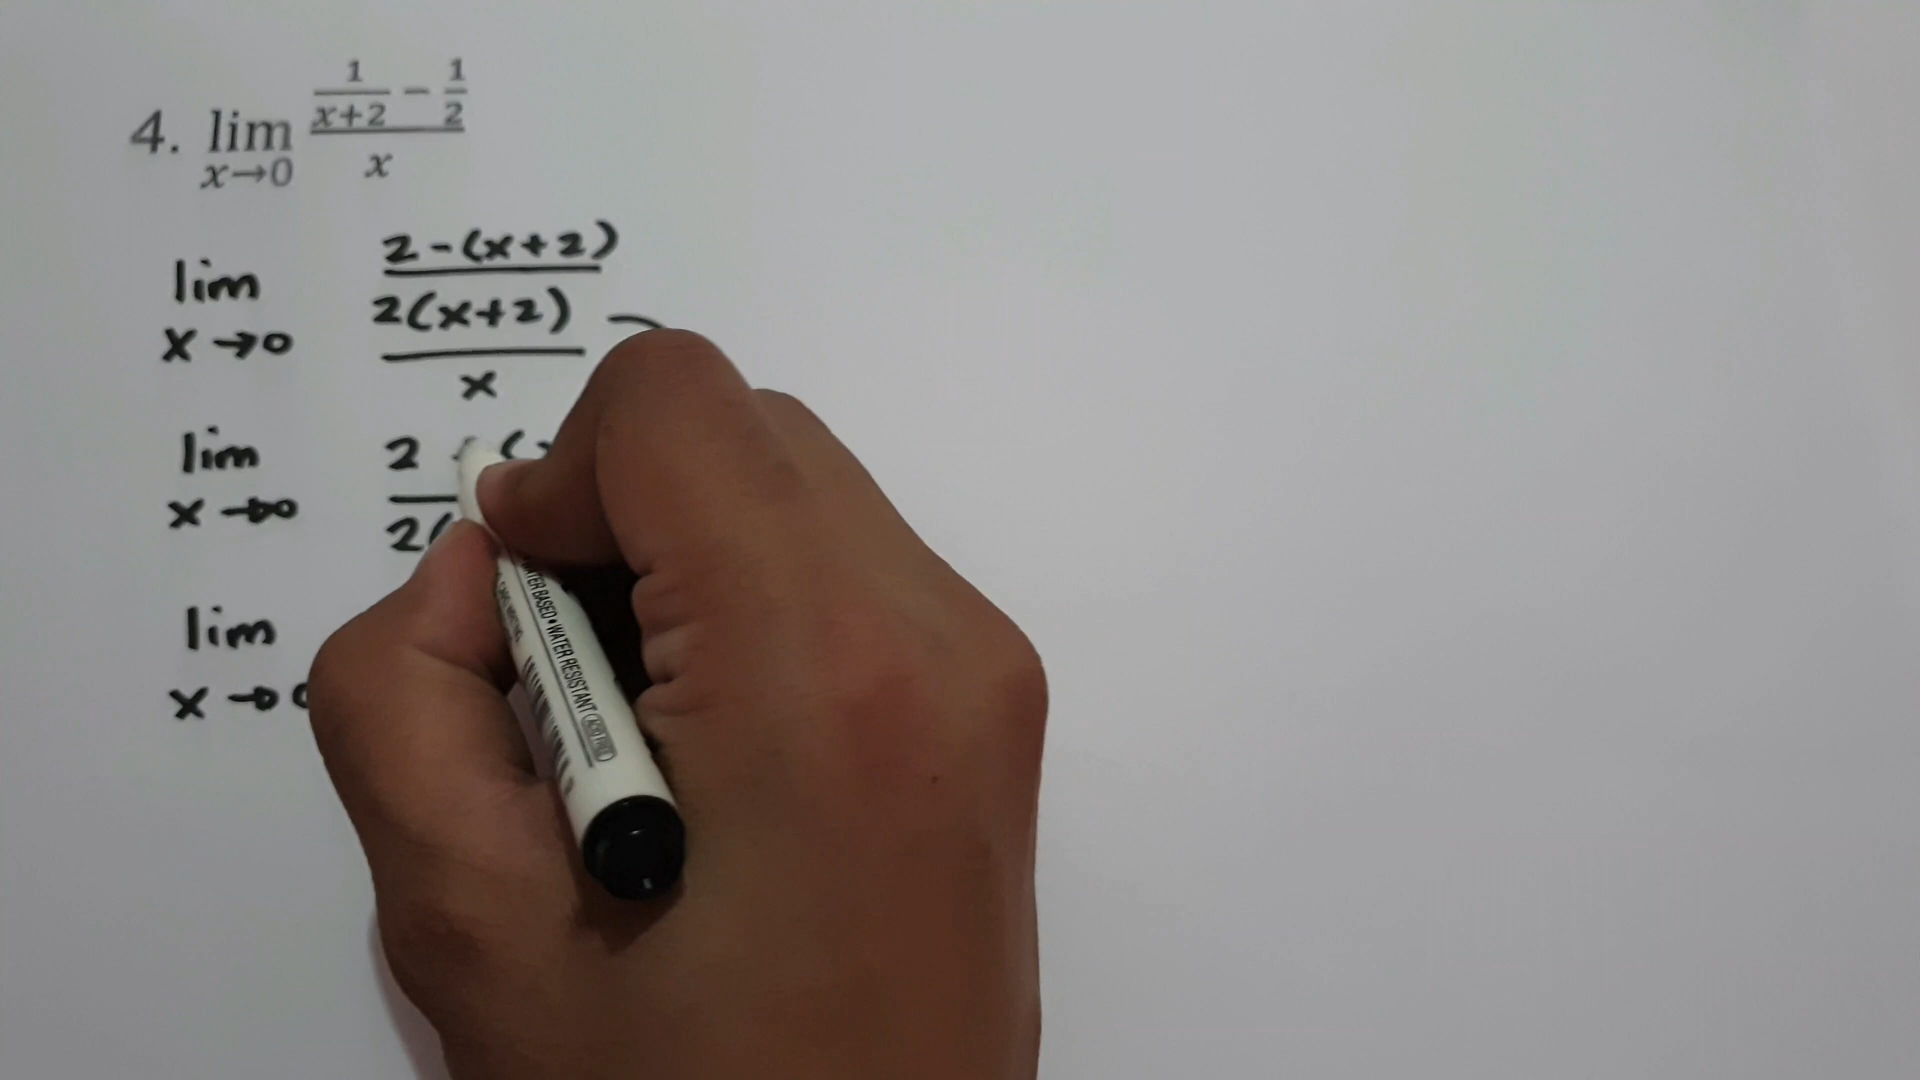 4. lim 1/(x+2) − 1/2
x→0 x
lim 2-(x+2)
2(x+2)
x→0 x
lim 2 - (
x→0 2(
lim
x→
WATER BASED • WATER RESISTANT